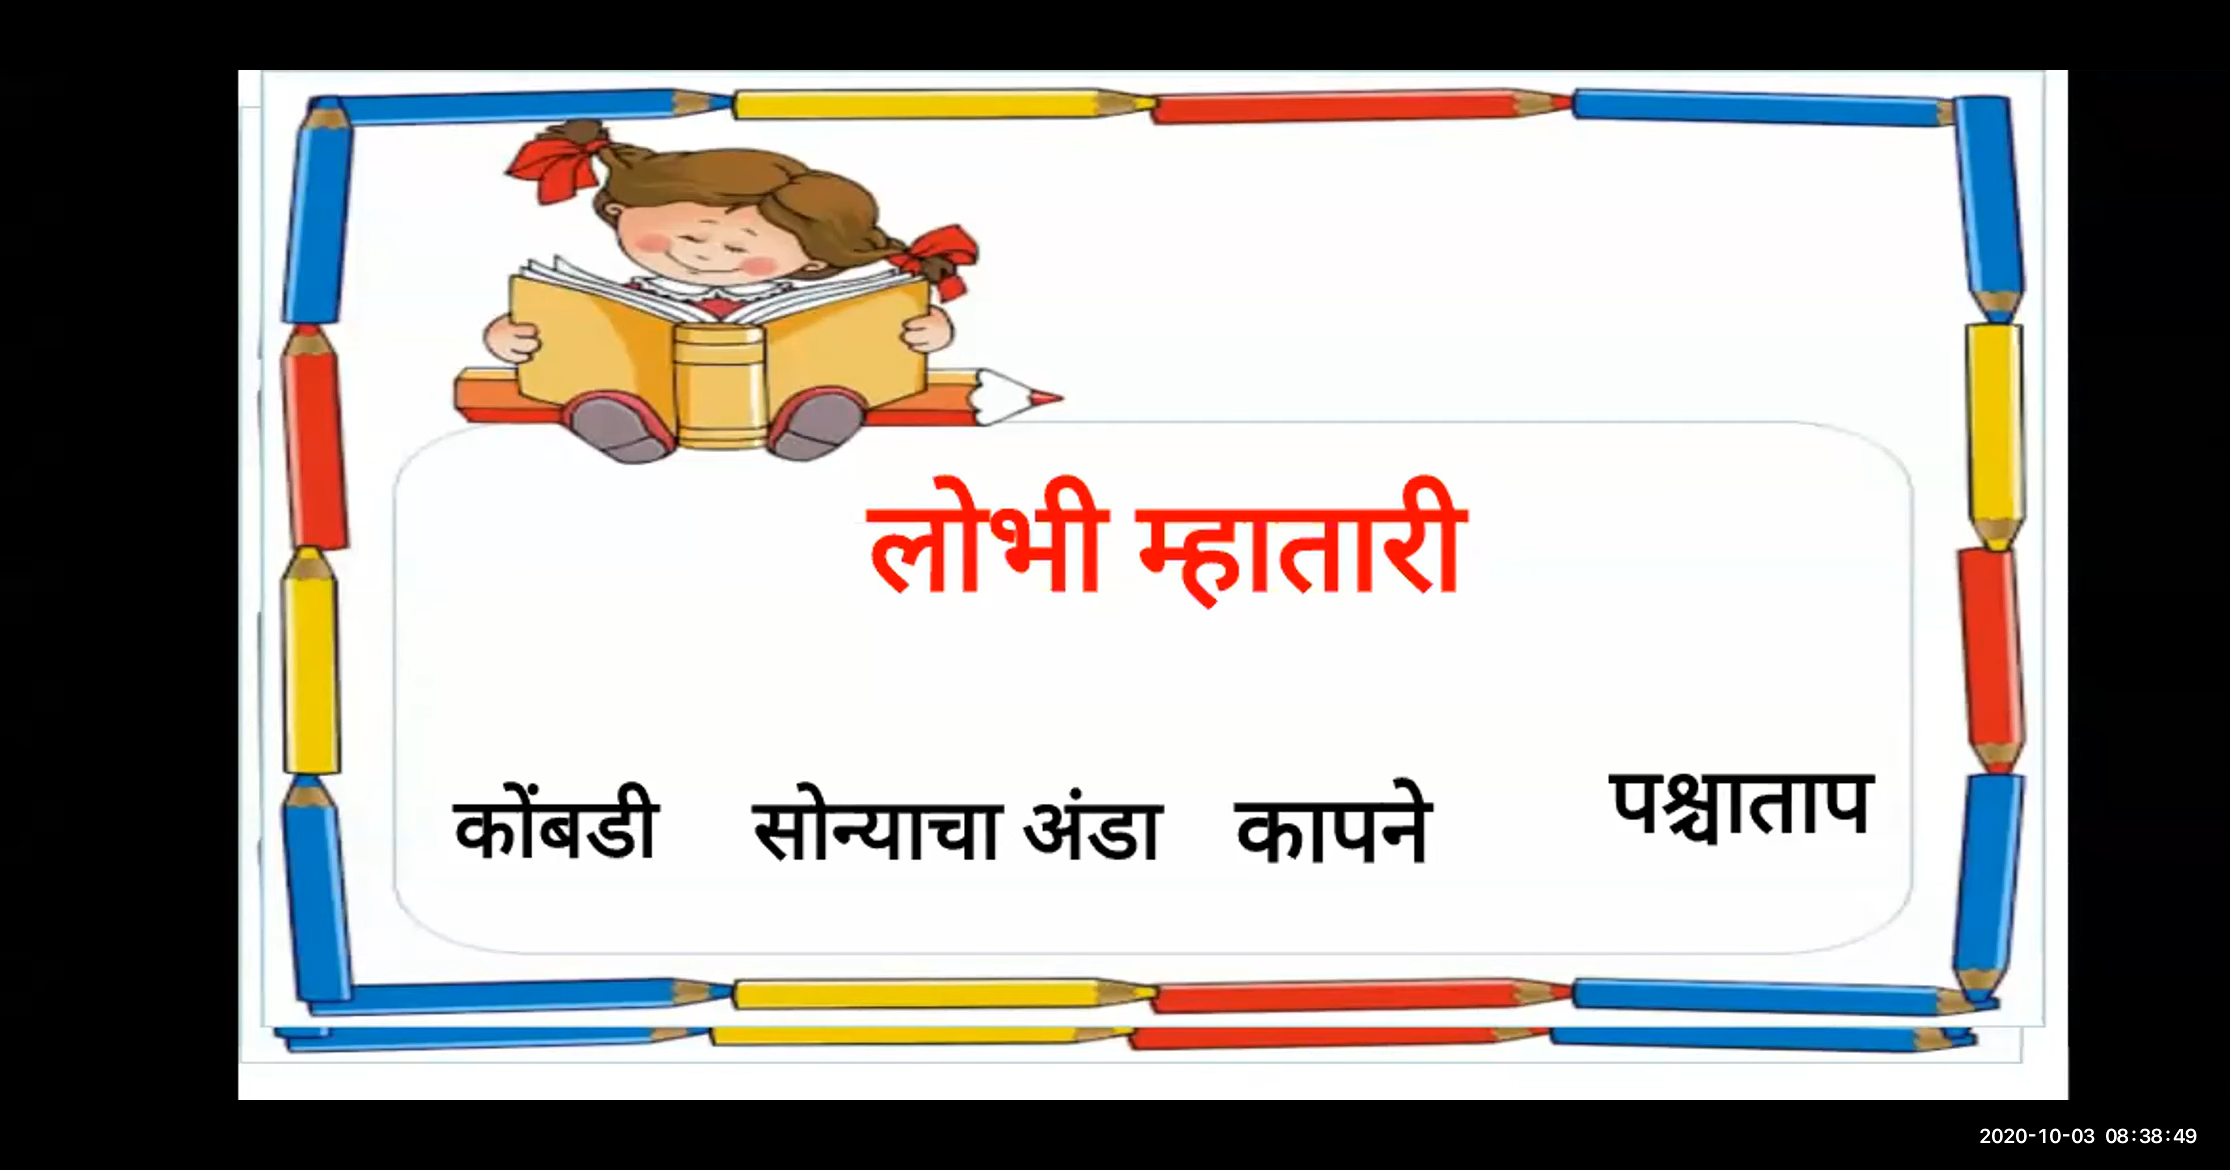 लोभी म्हातारी
कोंबडी सोन्याचा अंडा कापने पश्चाताप
2020-10-03 08:38:49